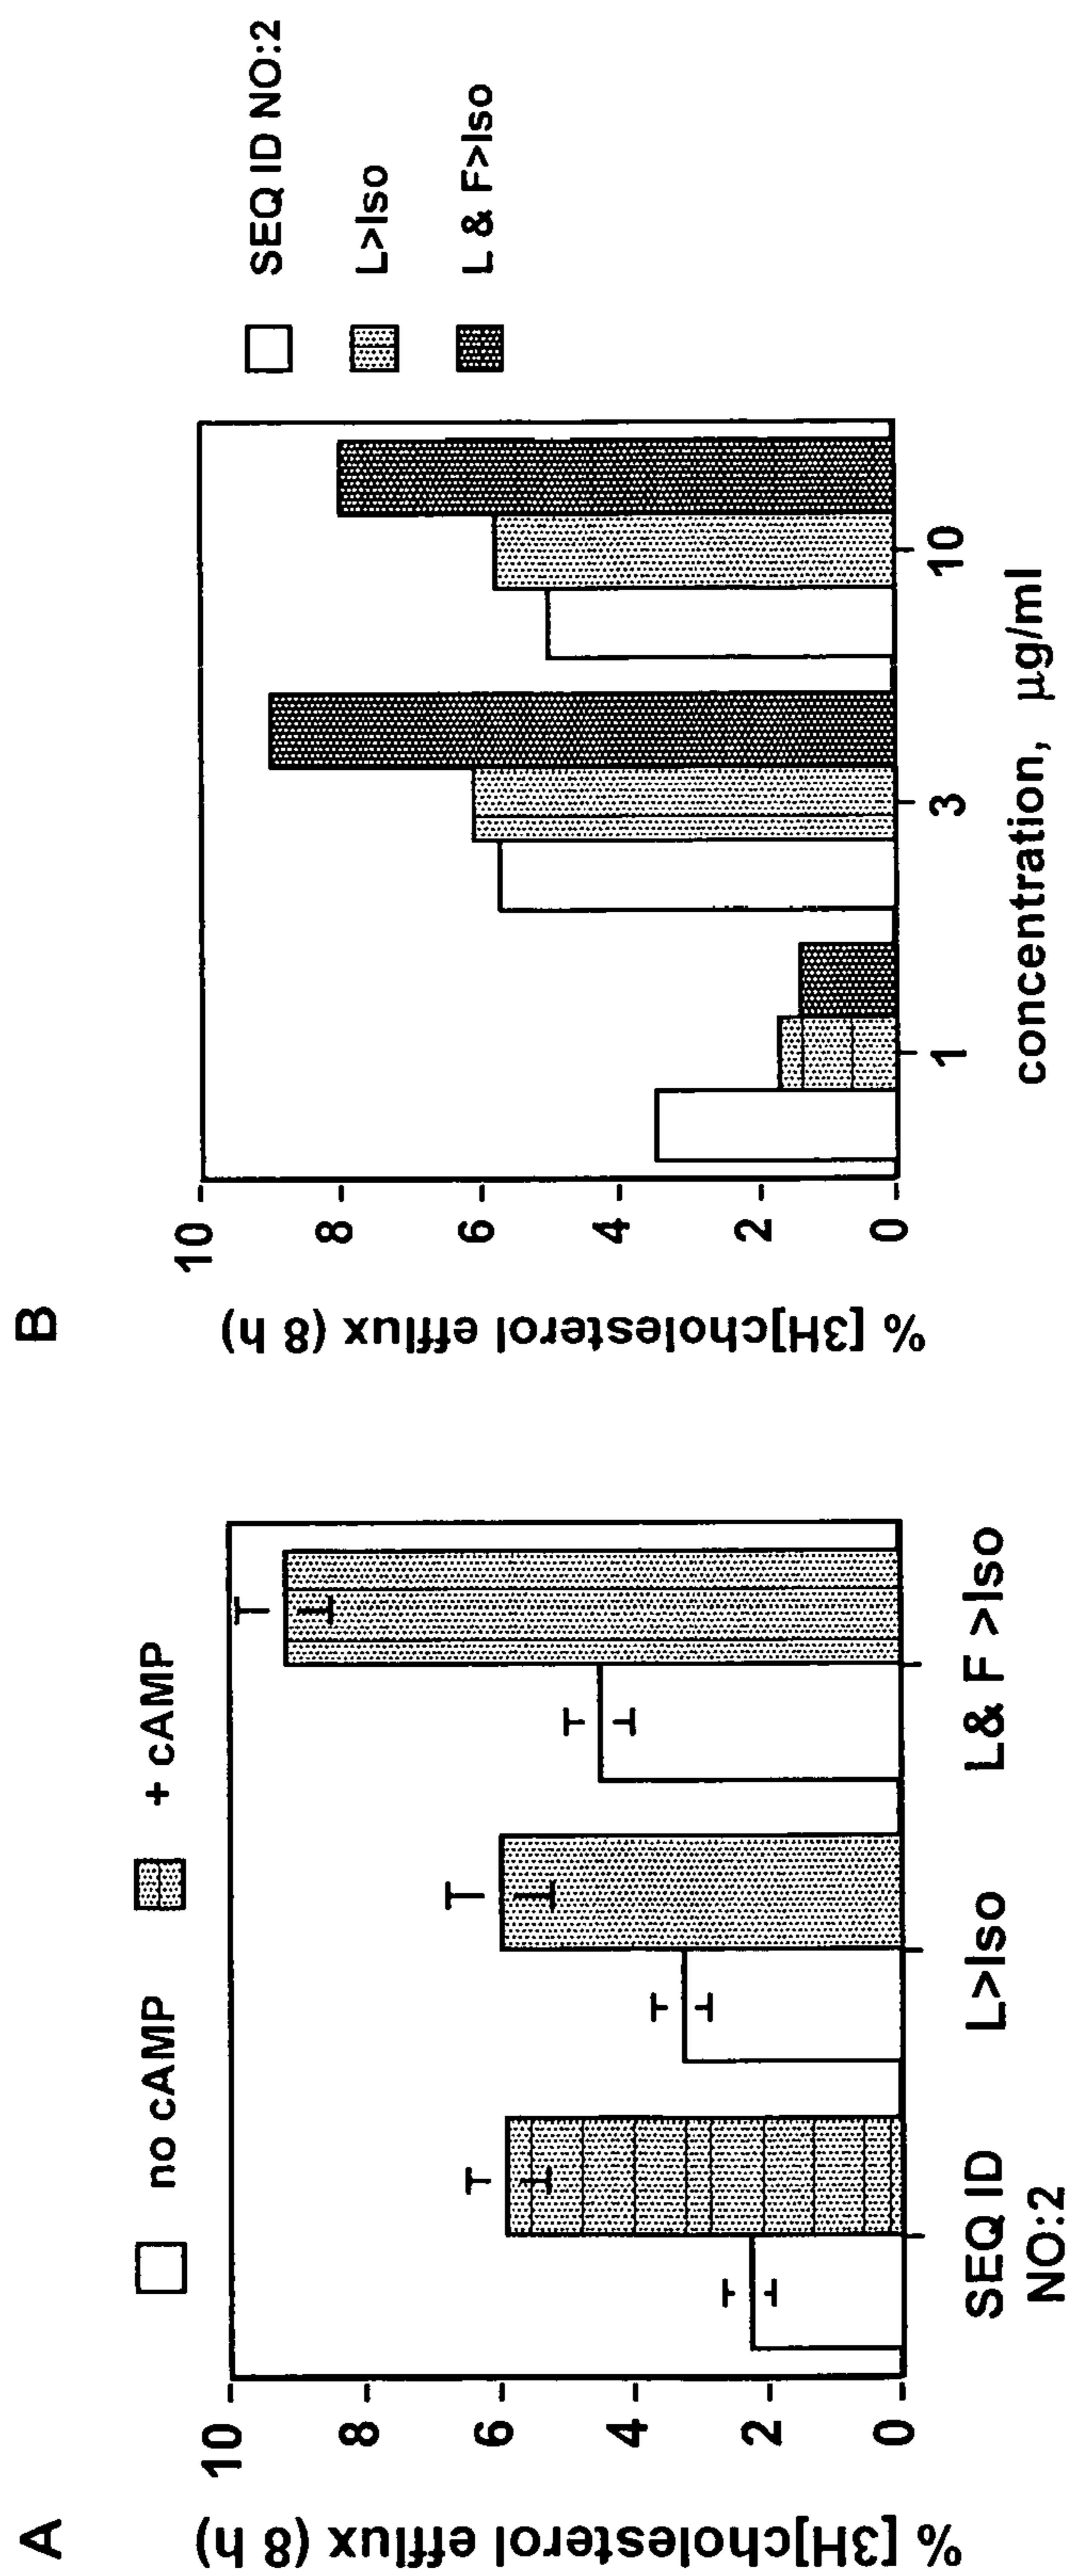 A
no cAMP
+ cAMP
% [3H]cholesterol efflux (8 h)
10
8
6
4
2
0
SEQ ID
NO:2
L>Iso
L& F >Iso
B
SEQ ID NO:2
L>Iso
L & F>Iso
% [3H]cholesterol efflux (8 h)
10
8
6
4
2
0
1
3
10
concentration, µg/ml